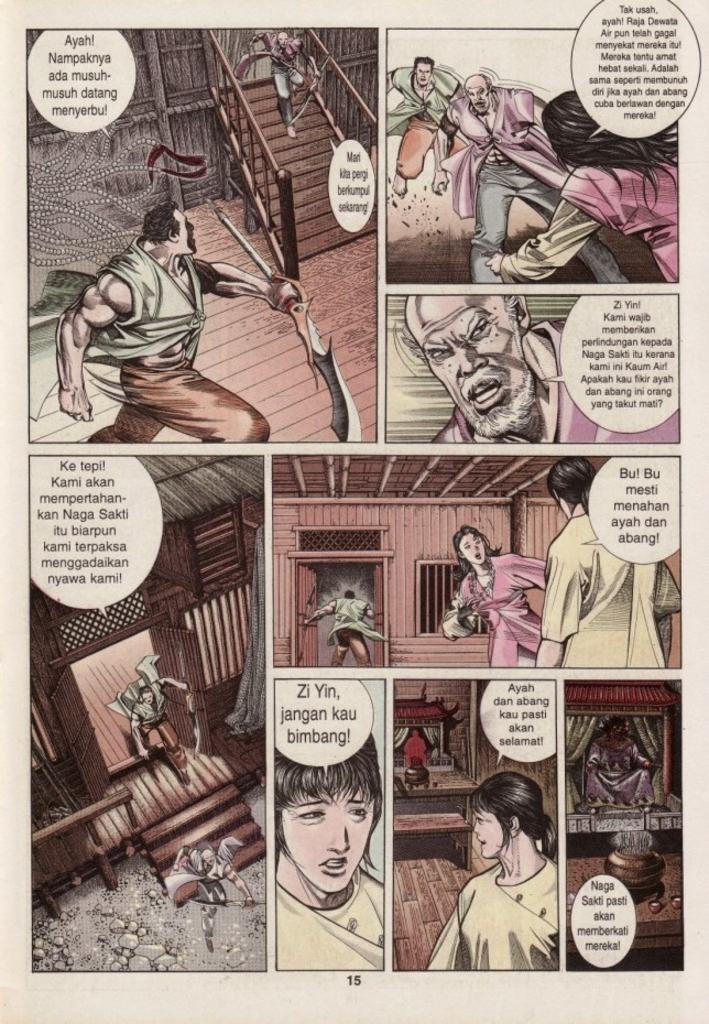 Ayah!
Nampaknya
ada musuh-
musuh datang
menyerbu!
Mari
kita pergi
berkumpul
sekarang!
Tak usah,
ayah! Raja Dewata
Air pun telah gagal
menyekat mereka itu!
Mereka tentu amat
hebat sekali. Adalah
sama seperti membunuh
diri jika ayah dan abang
cuba berlawan dengan
mereka!
Zi Yin!
Kami wajib
memberikan
perlindungan kepada
Naga Sakti itu kerana
kami ini Kaum Air!
Apakah kau fikir ayah
dan abang ini orang
yang takut mati?
Ke tepi!
Kami akan
mempertahan-
kan Naga Sakti
itu biarpun
kami terpaksa
menggadaikan
nyawa kami!
Bu! Bu
mesti
menahan
ayah dan
abang!
Zi Yin,
jangan kau
bimbang!
Ayah
dan abang
kau pasti
akan
selamat!
Naga
Sakti pasti
akan
memberkati
mereka!
15